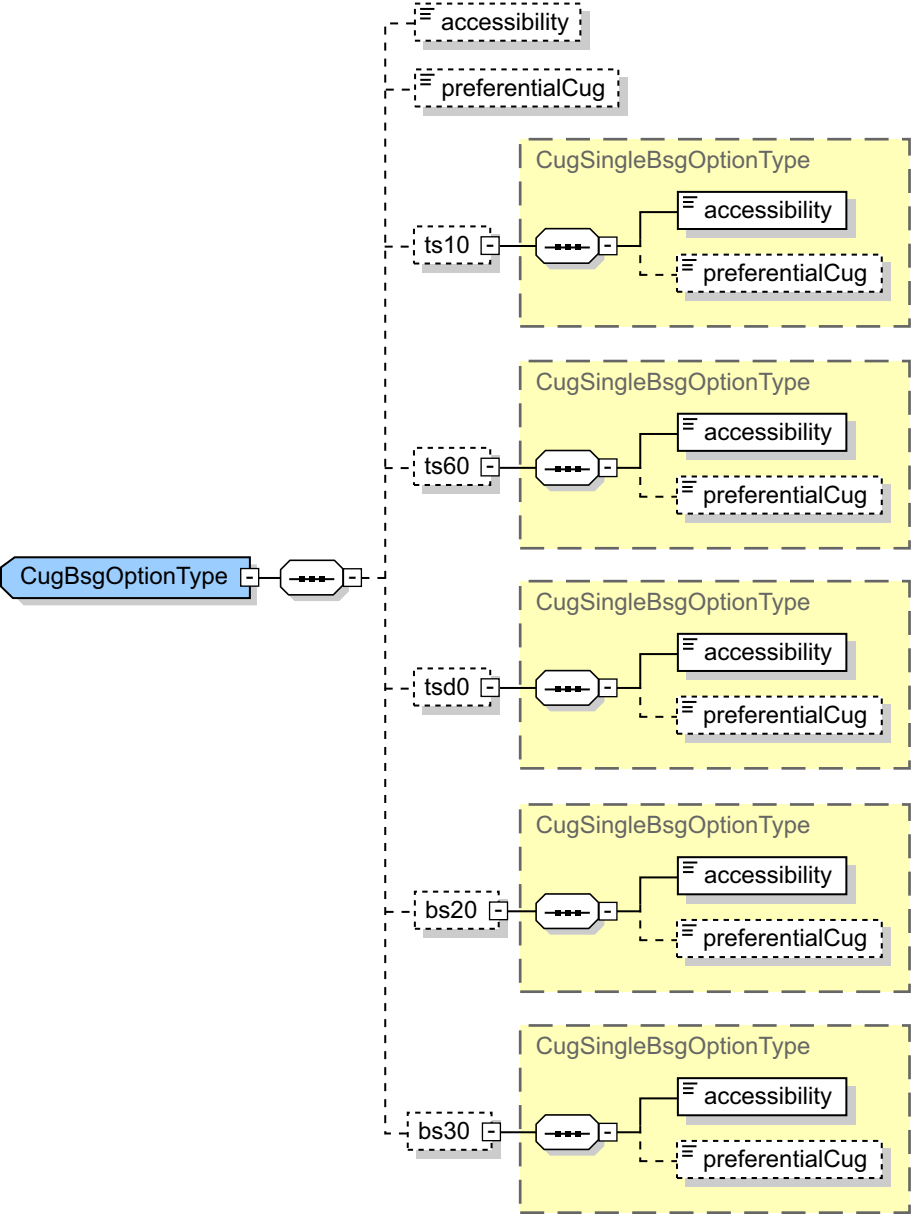 accessibility
preferentialCug
CugSingleBsgOptionType
accessibility
ts10
preferentialCug
CugSingleBsgOptionType
accessibility
ts60
preferentialCug
CugBsgOptionType
CugSingleBsgOptionType
accessibility
tsd0
preferentialCug
CugSingleBsgOptionType
accessibility
bs20
preferentialCug
CugSingleBsgOptionType
accessibility
bs30
preferentialCug